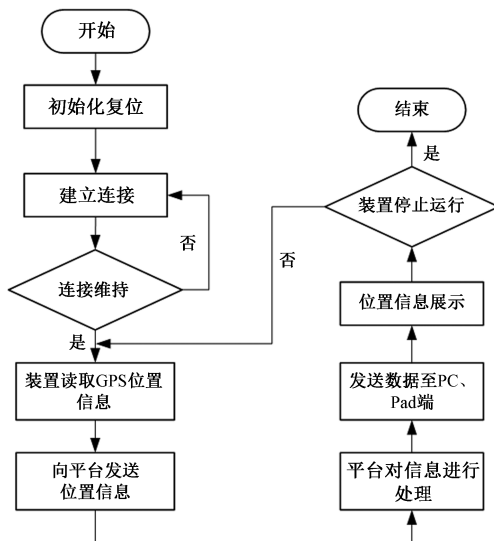 开始
初始化复位
建立连接
否
连接维持
是
装置读取GPS位置
信息
向平台发送
位置信息
平台对信息进行
处理
发送数据至PC、
Pad端
位置信息展示
装置停止运行
否
是
结束